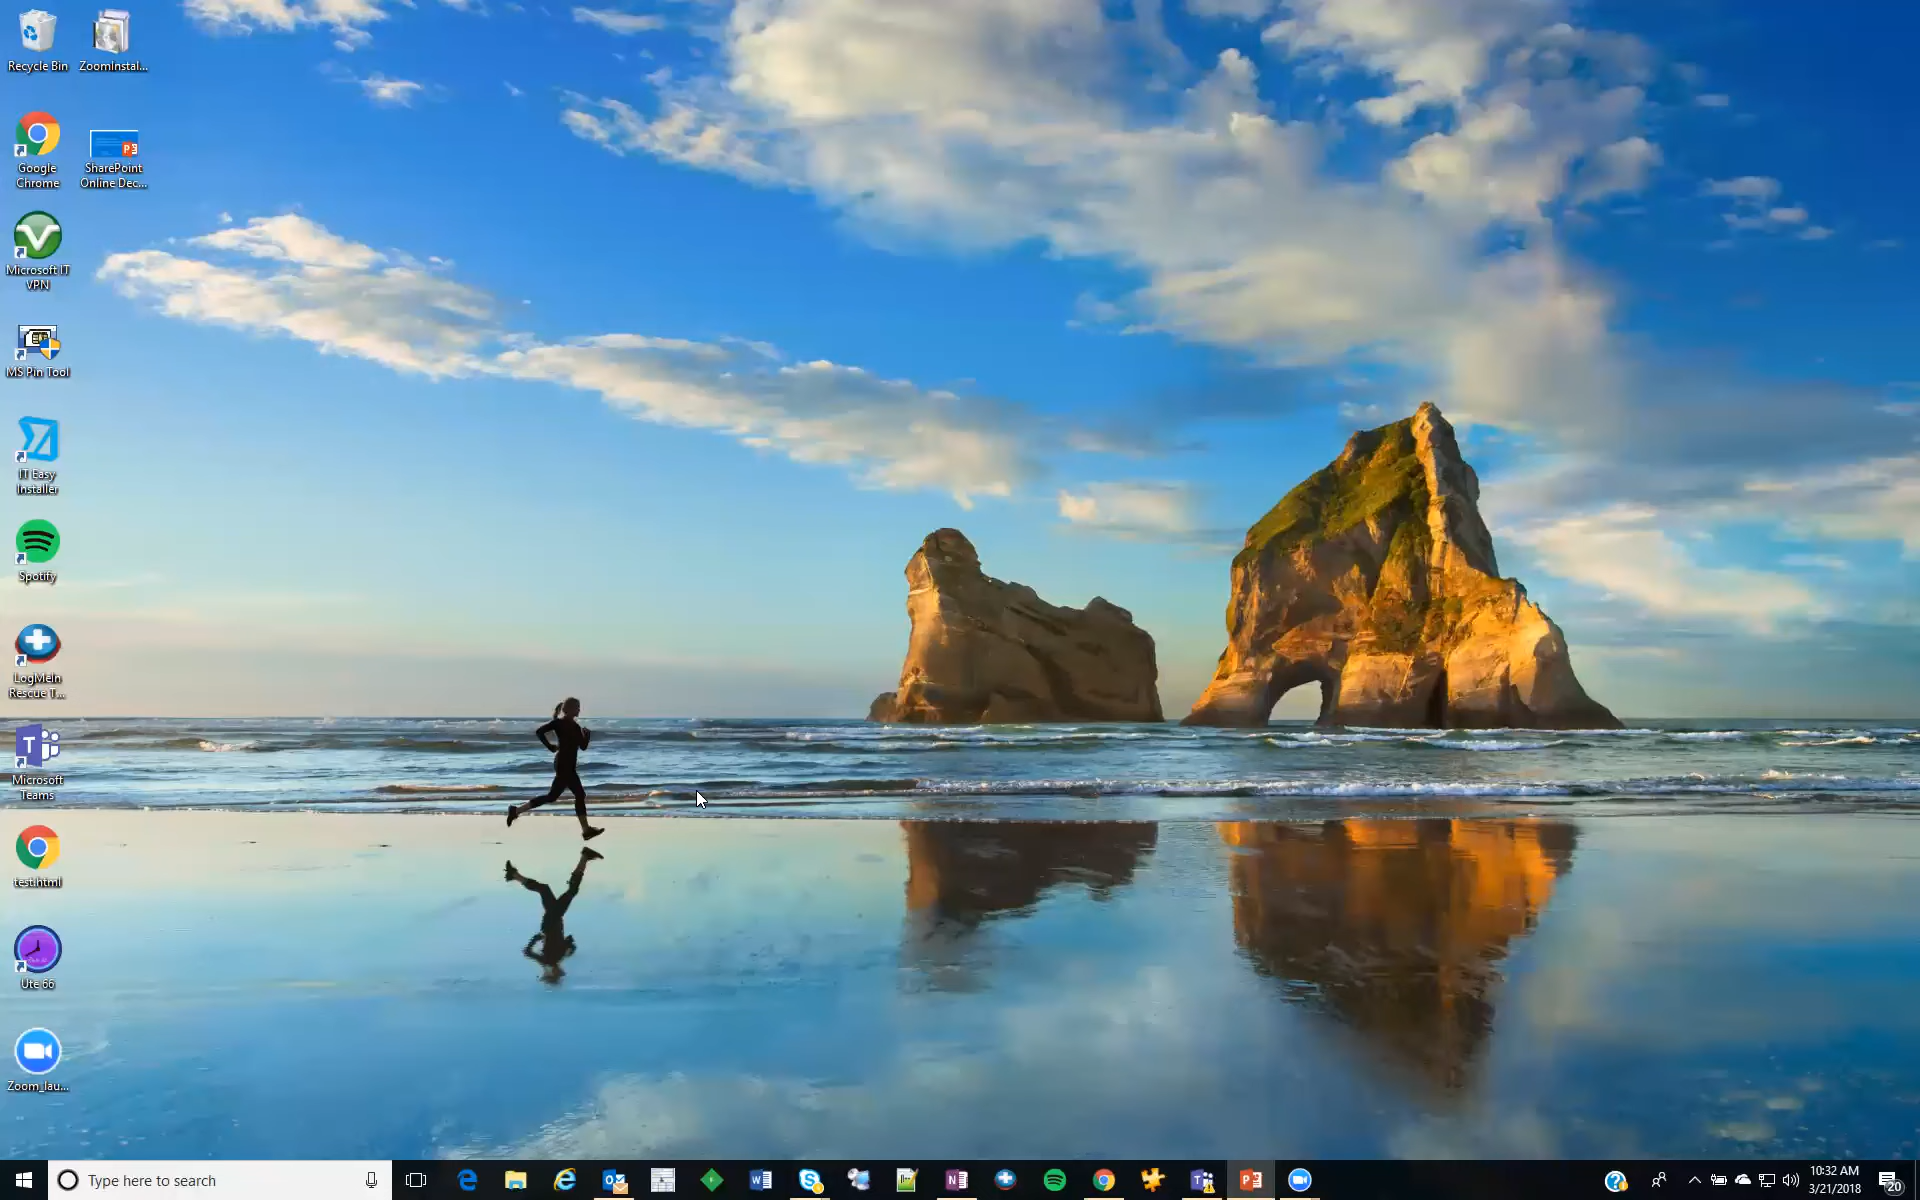 Recycle Bin
ZoomInstal...
Google
Chrome
SharePoint
Online Dec...
Microsoft IT
VPN
MS Pin Tool
IT Easy
Installer
Spotify
LogMeIn
Rescue T...
Microsoft
Teams
test.html
Ute 66
Zoom_lau...
Type here to search
10:32 AM
3/21/2018
20